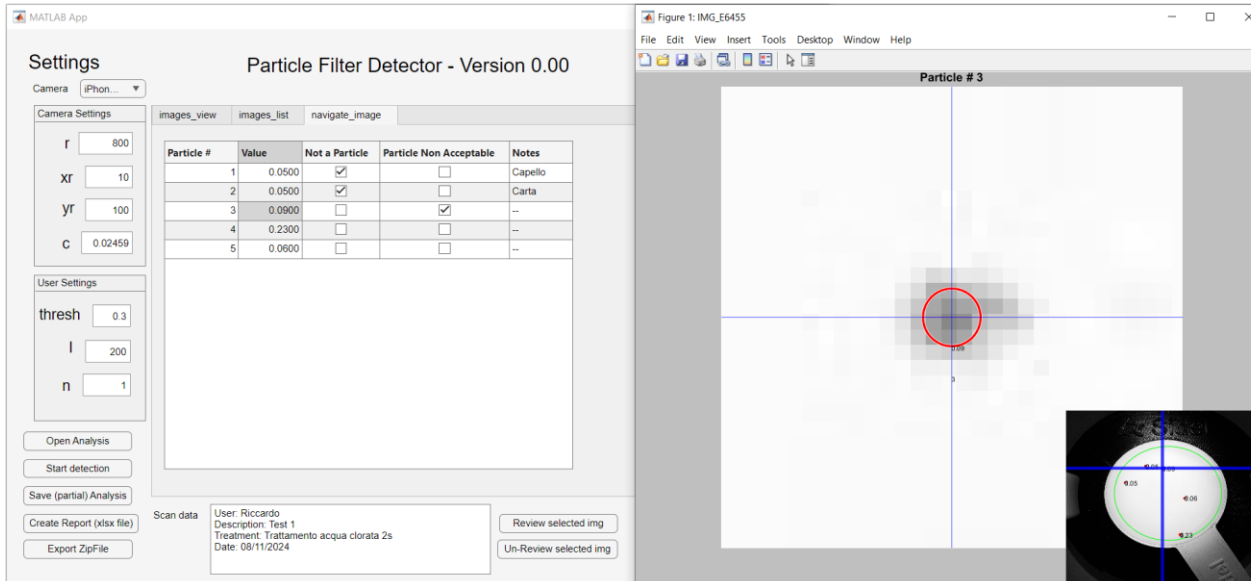 MATLAB App
Settings
Particle Filter Detector - Version 0.00
Camera iPhon...
Camera Settings
r 800
xr 10
yr 100
c 0.02459
User Settings
thresh 0.3
l 200
n 1
Open Analysis
Start detection
Save (partial) Analysis
Create Report (xlsx file)
Export ZipFile
images_view images_list navigate_image
Particle # Value Not a Particle Particle Non Acceptable Notes
1 0.0500 Capello
2 0.0500 Carta
3 0.0900 --
4 0.2300 --
5 0.0600 --
Scan data
User: Riccardo
Description: Test 1
Treatment: Trattamento acqua clorata 2s
Date: 08/11/2024
Review selected img
Un-Review selected img
Figure 1: IMG_E6455
File Edit View Insert Tools Desktop Window Help
Particle # 3
0.09
3
0.05
0.09
0.05
0.06
0.23